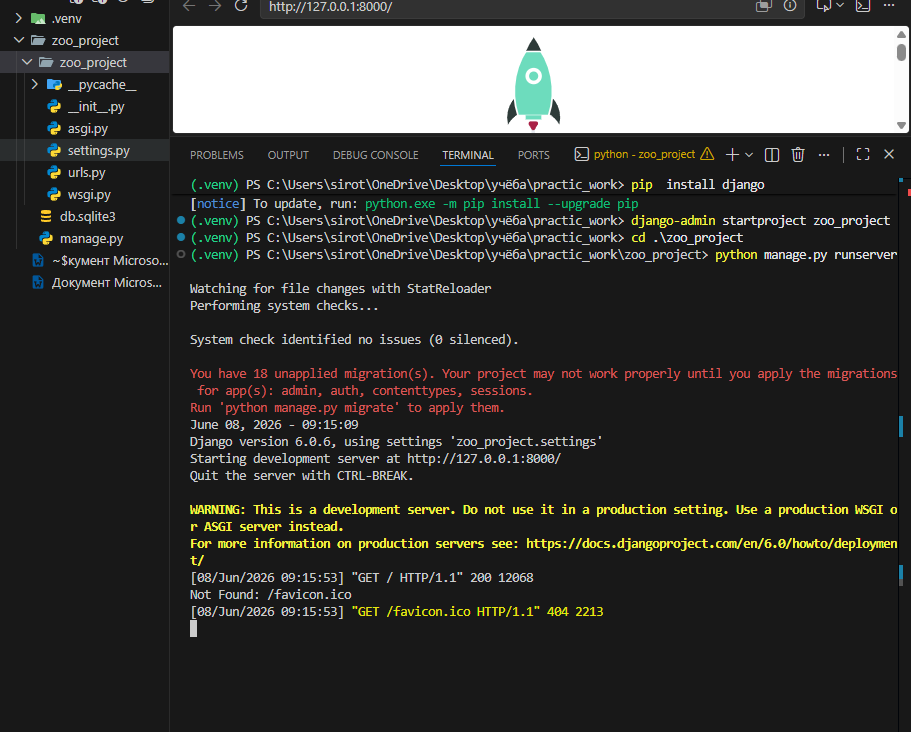 .venv
http://127.0.0.1:8000/
zoo_project
zoo_project
__pycache__
__init__.py
asgi.py
settings.py
urls.py
wsgi.py
db.sqlite3
manage.py
~$кумент Microso...
Документ Micros...
PROBLEMS OUTPUT DEBUG CONSOLE TERMINAL PORTS python - zoo_project
(.venv) PS C:\Users\sirot\OneDrive\Desktop\учёба\practic_work> pip  install django
[notice] To update, run: python.exe -m pip install --upgrade pip
(.venv) PS C:\Users\sirot\OneDrive\Desktop\учёба\practic_work> django-admin startproject zoo_project
(.venv) PS C:\Users\sirot\OneDrive\Desktop\учёба\practic_work> cd .\zoo_project
(.venv) PS C:\Users\sirot\OneDrive\Desktop\учёба\practic_work\zoo_project> python manage.py runserver
Watching for file changes with StatReloader
Performing system checks...
System check identified no issues (0 silenced).
You have 18 unapplied migration(s). Your project may not work properly until you apply the migrations
for app(s): admin, auth, contenttypes, sessions.
Run 'python manage.py migrate' to apply them.
June 08, 2026 - 09:15:09
Django version 6.0.6, using settings 'zoo_project.settings'
Starting development server at http://127.0.0.1:8000/
Quit the server with CTRL-BREAK.
WARNING: This is a development server. Do not use it in a production setting. Use a production WSGI o
r ASGI server instead.
For more information on production servers see: https://docs.djangoproject.com/en/6.0/howto/deploymen
t/
[08/Jun/2026 09:15:53] "GET / HTTP/1.1" 200 12068
Not Found: /favicon.ico
[08/Jun/2026 09:15:53] "GET /favicon.ico HTTP/1.1" 404 2213